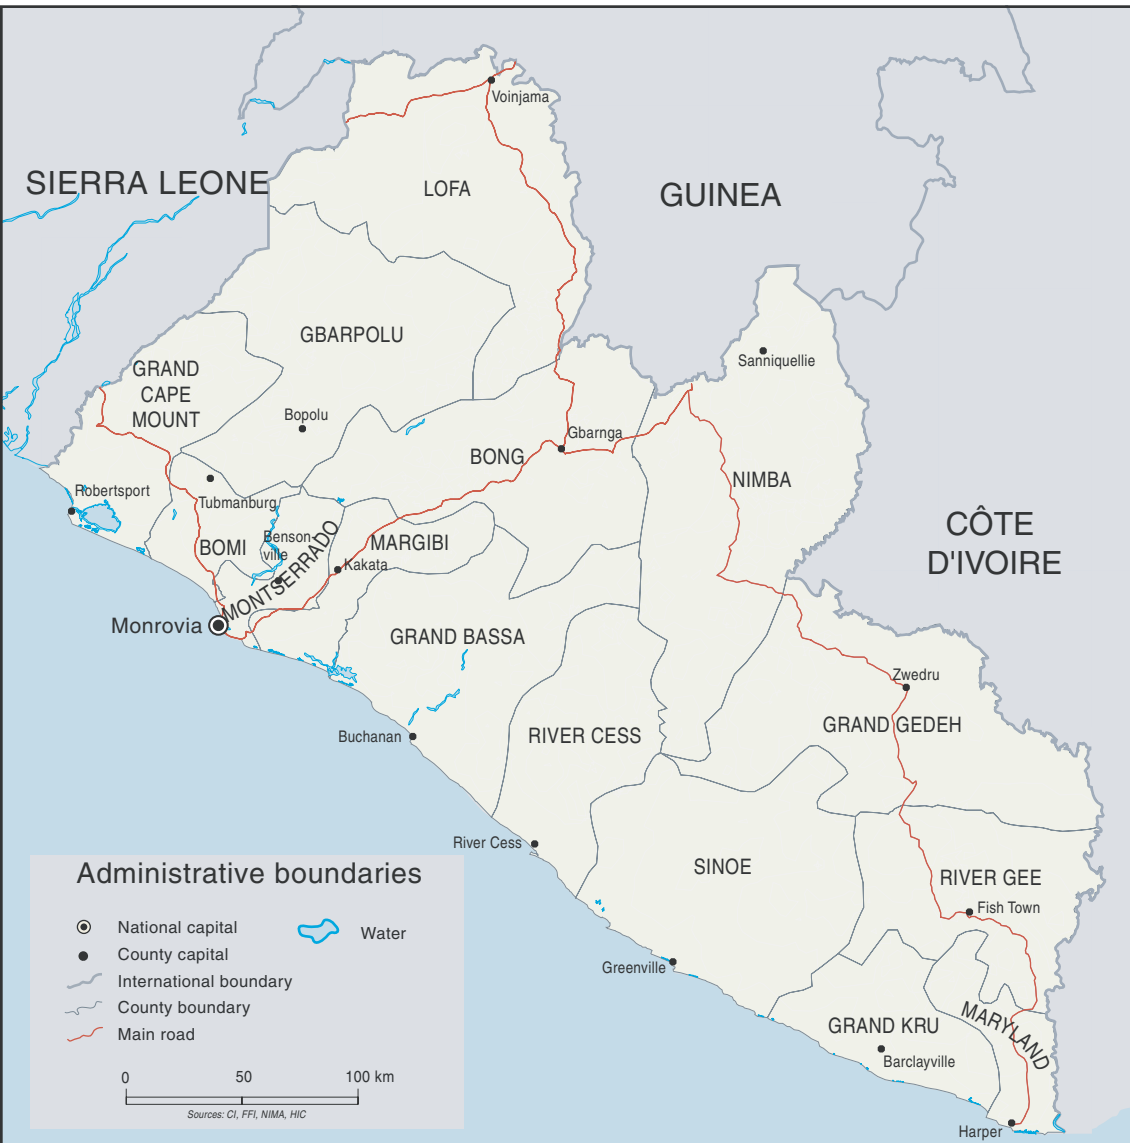 Voinjama
SIERRA LEONE
LOFA
GUINEA
GBARPOLU
Sanniquellie
GRAND
CAPE
MOUNT
Bopolu
Gbarnga
BONG
NIMBA
Robertsport
Tubmanburg
CÔTE
D'IVOIRE
BOMI
Benson-
ville
MONTSERRADO
MARGIBI
Kakata
Monrovia
GRAND BASSA
Zwedru
GRAND GEDEH
Buchanan
RIVER CESS
River Cess
SINOE
RIVER GEE
Fish Town
Greenville
GRAND KRU
MARYLAND
Barclayville
Harper
Administrative boundaries
National capital
Water
County capital
International boundary
County boundary
Main road
0 50 100 km
Sources: CI, FFI, NIMA, HIC